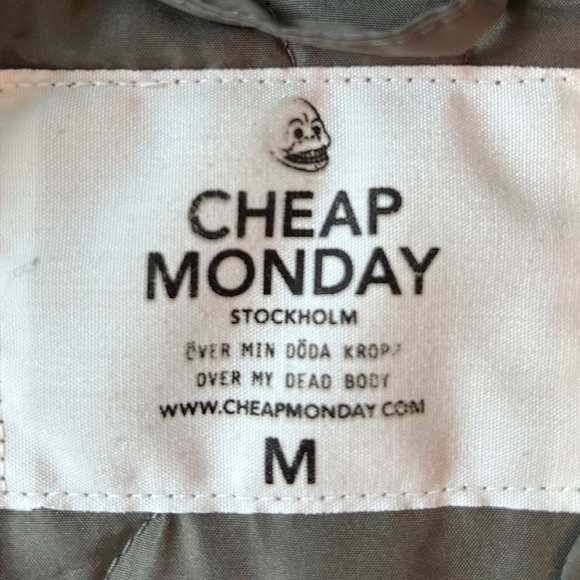 CHEAP
MONDAY
STOCKHOLM
ÖVER MIN DÖDA KROPP
OVER MY DEAD BODY
WWW.CHEAPMONDAY.COM
M